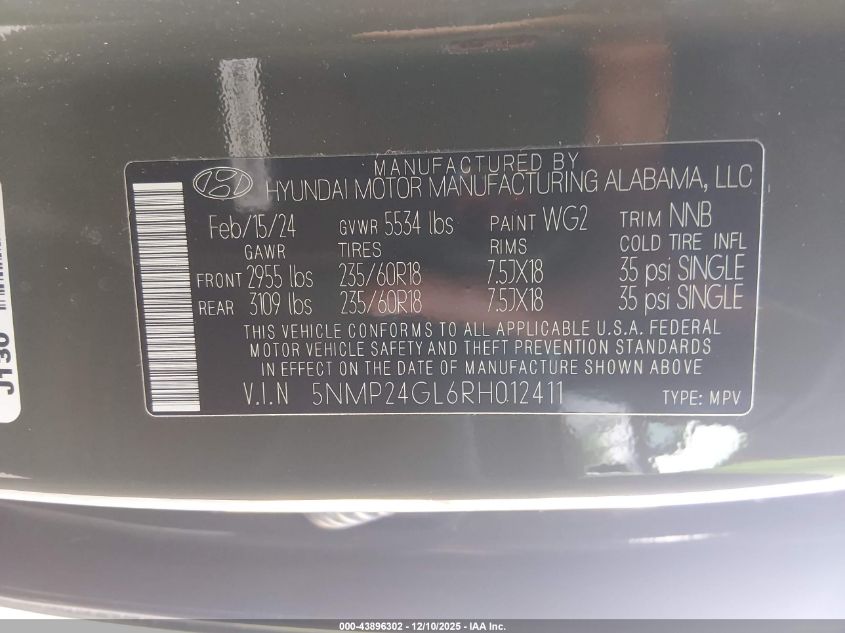 MANUFACTURED BY
HYUNDAI MOTOR MANUFACTURING ALABAMA, LLC
Feb/15/24 GVWR 5534 lbs PAINT WG2 TRIM NNB
GAWR TIRES RIMS COLD TIRE INFL
FRONT 2955 lbs 235/60R18 7.5JX18 35 psi SINGLE
REAR 3109 lbs 235/60R18 7.5JX18 35 psi SINGLE
THIS VEHICLE CONFORMS TO ALL APPLICABLE U.S.A. FEDERAL
MOTOR VEHICLE SAFETY AND THEFT PREVENTION STANDARDS
IN EFFECT ON THE DATE OF MANUFACTURE SHOWN ABOVE
V.I.N 5NMP24GL6RH012411 TYPE: MPV
J130
000-43896302 - 12/10/2025 - IAA Inc.